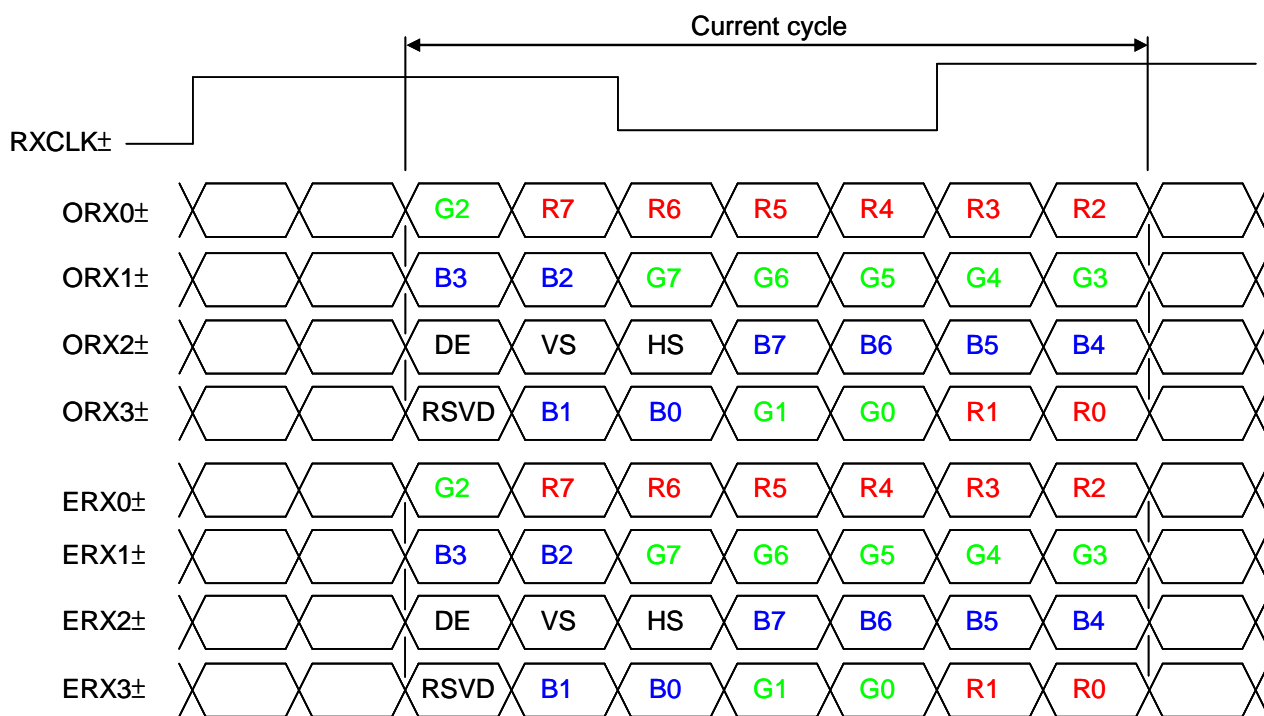 Current cycle
RXCLK±
ORX0± G2 R7 R6 R5 R4 R3 R2
ORX1± B3 B2 G7 G6 G5 G4 G3
ORX2± DE VS HS B7 B6 B5 B4
ORX3± RSVD B1 B0 G1 G0 R1 R0
ERX0± G2 R7 R6 R5 R4 R3 R2
ERX1± B3 B2 G7 G6 G5 G4 G3
ERX2± DE VS HS B7 B6 B5 B4
ERX3± RSVD B1 B0 G1 G0 R1 R0